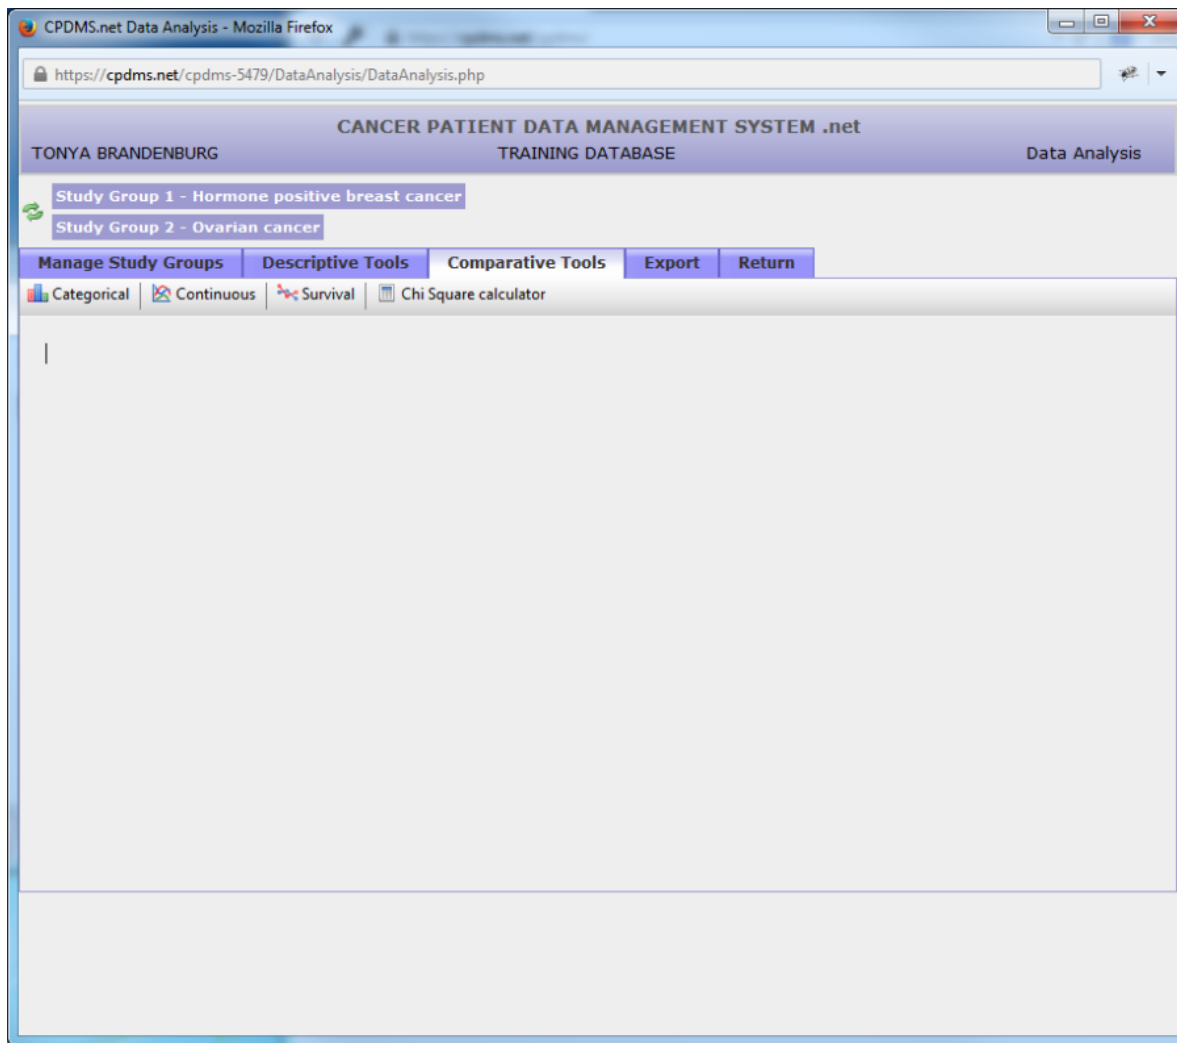 CPDMS.net Data Analysis - Mozilla Firefox
https://cpdms.net/cpdms-5479/DataAnalysis/DataAnalysis.php
CANCER PATIENT DATA MANAGEMENT SYSTEM .net
TONYA BRANDENBURG TRAINING DATABASE Data Analysis
Study Group 1 - Hormone positive breast cancer
Study Group 2 - Ovarian cancer
Manage Study Groups Descriptive Tools Comparative Tools Export Return
Categorical Continuous Survival Chi Square calculator